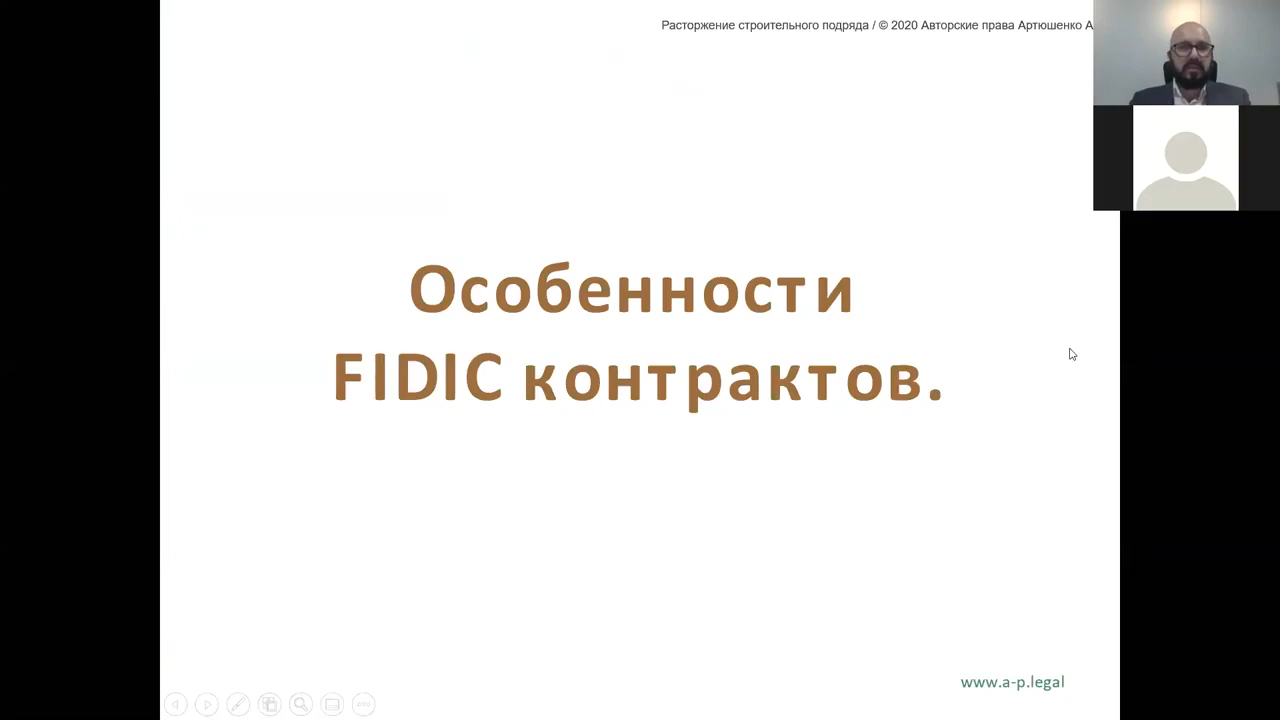 Расторжение строительного подряда / © 2020 Авторские права Артюшенко А
Особенности
FIDIC контрактов.
www.a-p.legal